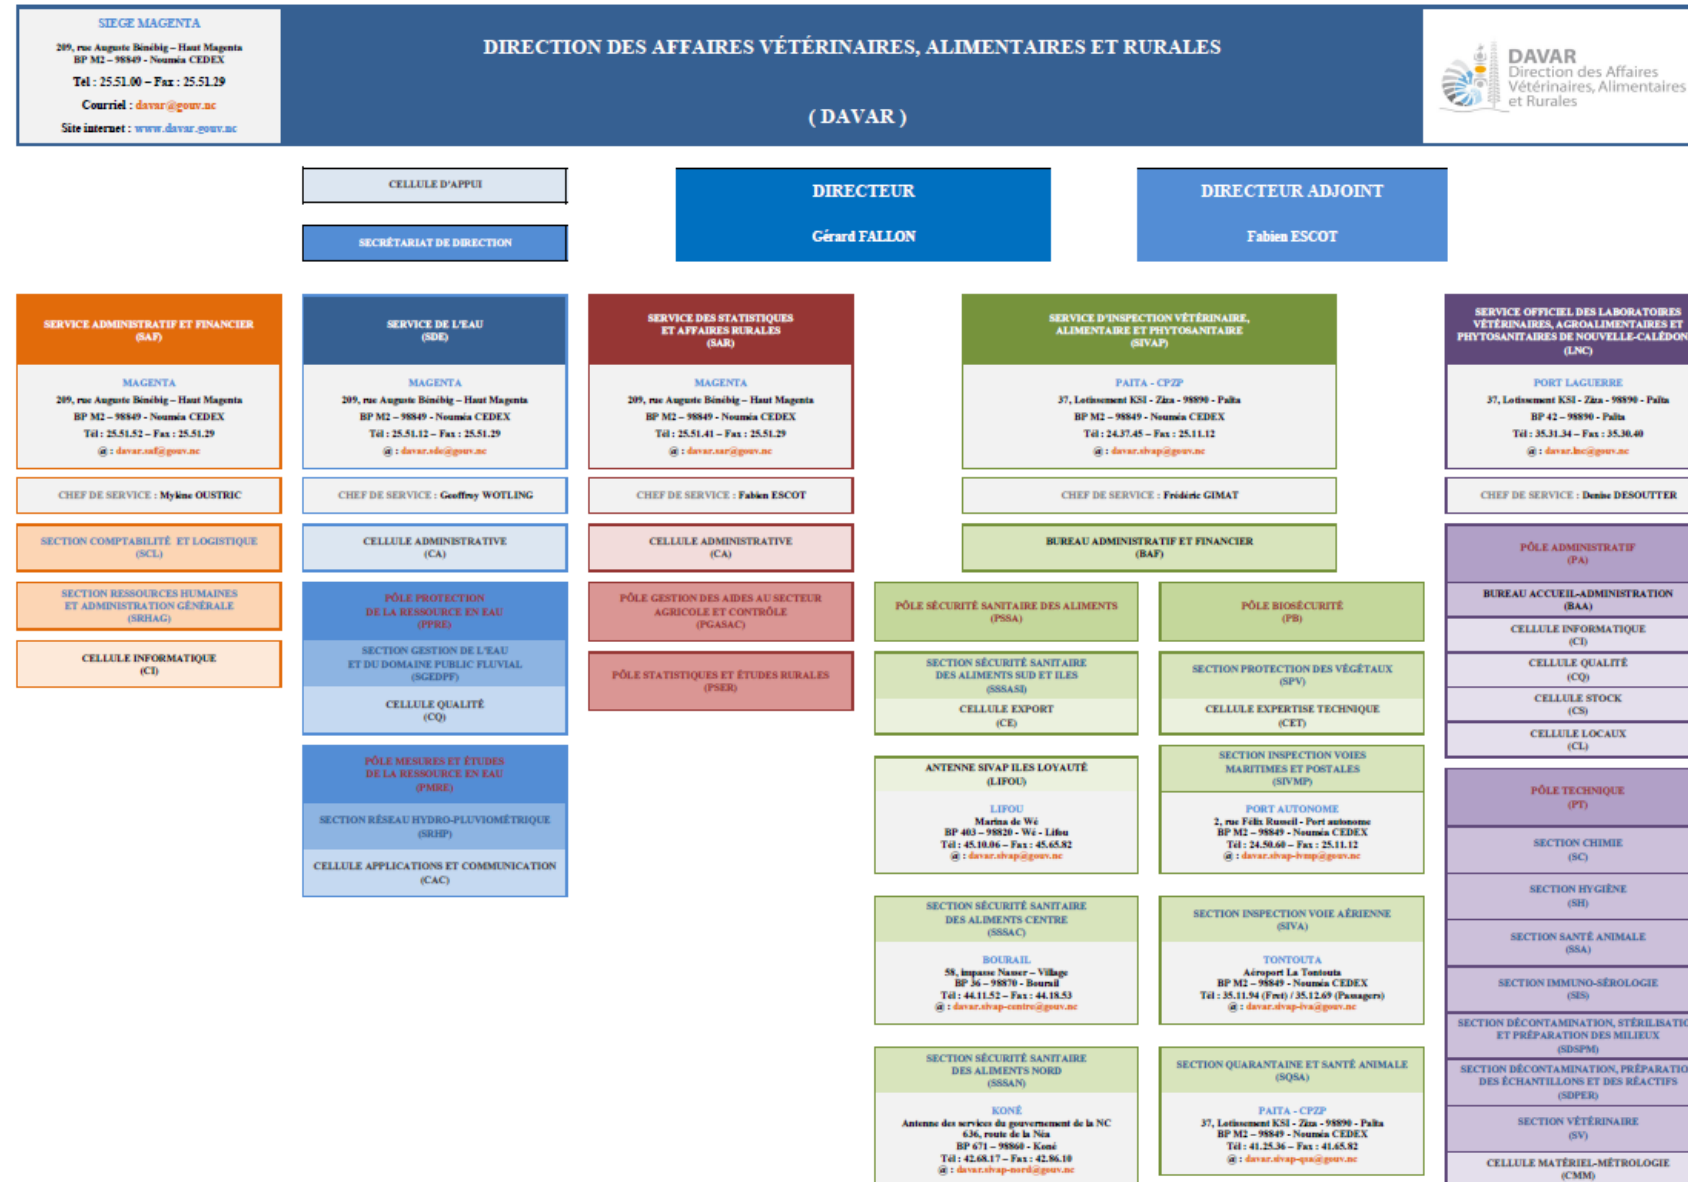 SIEGE MAGENTA
209, rue Auguste Bénébig – Haut Magenta
BP M2 – 98849 - Nouméa CEDEX
Tél : 25.51.00 – Fax : 25.51.29
Courriel : davar@gouv.nc
Site internet : www.davar.gouv.nc
DIRECTION DES AFFAIRES VÉTÉRINAIRES, ALIMENTAIRES ET RURALES
( DAVAR )
DAVAR
Direction des Affaires
Vétérinaires, Alimentaires
et Rurales
CELLULE D'APPUI
SECRÉTARIAT DE DIRECTION
DIRECTEUR
Gérard FALLON
DIRECTEUR ADJOINT
Fabien ESCOT
SERVICE ADMINISTRATIF ET FINANCIER
(SAF)
MAGENTA
209, rue Auguste Bénébig – Haut Magenta
BP M2 – 98849 - Nouméa CEDEX
Tél : 25.51.52 – Fax : 25.51.29
@ : davar.saf@gouv.nc
CHEF DE SERVICE : Mylène OUSTRIC
SECTION COMPTABILITÉ ET LOGISTIQUE
(SCL)
SECTION RESSOURCES HUMAINES
ET ADMINISTRATION GÉNÉRALE
(SRHAG)
CELLULE INFORMATIQUE
(CI)
SERVICE DE L'EAU
(SDE)
MAGENTA
209, rue Auguste Bénébig – Haut Magenta
BP M2 – 98849 - Nouméa CEDEX
Tél : 25.51.12 – Fax : 25.51.29
@ : davar.sde@gouv.nc
CHEF DE SERVICE : Geoffroy WOTLING
CELLULE ADMINISTRATIVE
(CA)
PÔLE PROTECTION
DE LA RESSOURCE EN EAU
(PPRE)
SECTION GESTION DE L'EAU
ET DU DOMAINE PUBLIC FLUVIAL
(SGEDPF)
CELLULE QUALITÉ
(CQ)
PÔLE MESURES ET ÉTUDES
DE LA RESSOURCE EN EAU
(PMRE)
SECTION RÉSEAU HYDRO-PLUVIOMÉTRIQUE
(SRHP)
CELLULE APPLICATIONS ET COMMUNICATION
(CAC)
SERVICE DES STATISTIQUES
ET AFFAIRES RURALES
(SAR)
MAGENTA
209, rue Auguste Bénébig – Haut Magenta
BP M2 – 98849 - Nouméa CEDEX
Tél : 25.51.41 – Fax : 25.51.29
@ : davar.sar@gouv.nc
CHEF DE SERVICE : Fabien ESCOT
CELLULE ADMINISTRATIVE
(CA)
PÔLE GESTION DES AIDES AU SECTEUR
AGRICOLE ET CONTRÔLE
(PGASAC)
PÔLE STATISTIQUES ET ÉTUDES RURALES
(PSER)
SERVICE D'INSPECTION VÉTÉRINAIRE,
ALIMENTAIRE ET PHYTOSANITAIRE
(SIVAP)
PAITA - CPZP
37, Lotissement KSI - Ziza - 98890 - Païta
BP M2 – 98849 - Nouméa CEDEX
Tél : 24.37.45 – Fax : 25.11.12
@ : davar.sivap@gouv.nc
CHEF DE SERVICE : Frédéric GIMAT
BUREAU ADMINISTRATIF ET FINANCIER
(BAF)
PÔLE SÉCURITÉ SANITAIRE DES ALIMENTS
(PSSA)
SECTION SÉCURITÉ SANITAIRE
DES ALIMENTS SUD ET ILES
(SSSASI)
CELLULE EXPORT
(CE)
ANTENNE SIVAP ILES LOYAUTÉ
(LIFOU)
LIFOU
Marina de Wé
BP 403 – 98820 - Wé - Lifou
Tél : 45.10.06 – Fax : 45.65.82
@ : davar.sivap@gouv.nc
SECTION SÉCURITÉ SANITAIRE
DES ALIMENTS CENTRE
(SSSAC)
BOURAIL
58, impasse Nasser – Village
BP 36 – 98870 - Bourail
Tél : 44.11.52 – Fax : 44.18.53
@ : davar.sivap-centre@gouv.nc
SECTION SÉCURITÉ SANITAIRE
DES ALIMENTS NORD
(SSSAN)
KONÉ
Antenne des services du gouvernement de la NC
636, route de la Néa
BP 671 – 98860 - Koné
Tél : 42.68.17 – Fax : 42.86.10
@ : davar.sivap-nord@gouv.nc
PÔLE BIOSÉCURITÉ
(PB)
SECTION PROTECTION DES VÉGÉTAUX
(SPV)
CELLULE EXPERTISE TECHNIQUE
(CET)
SECTION INSPECTION VOIES
MARITIMES ET POSTALES
(SIVMP)
PORT AUTONOME
2, rue Félix Russeil - Port autonome
BP M2 – 98849 - Nouméa CEDEX
Tél : 24.50.60 – Fax : 25.11.12
@ : davar.sivap-ivmp@gouv.nc
SECTION INSPECTION VOIE AÉRIENNE
(SIVA)
TONTOUTA
Aéroport La Tontouta
BP M2 – 98849 - Nouméa CEDEX
Tél : 35.11.94 (Fret) / 35.12.69 (Passagers)
@ : davar.sivap-iva@gouv.nc
SECTION QUARANTAINE ET SANTÉ ANIMALE
(SQSA)
PAITA - CPZP
37, Lotissement KSI - Ziza - 98890 - Païta
BP M2 – 98849 - Nouméa CEDEX
Tél : 41.25.36 – Fax : 41.65.82
@ : davar.sivap-qsa@gouv.nc
SERVICE OFFICIEL DES LABORATOIRES
VÉTÉRINAIRES, AGROALIMENTAIRES ET
PHYTOSANITAIRES DE NOUVELLE-CALÉDON
(LNC)
PORT LAGUERRE
37, Lotissement KSI - Ziza - 98890 - Païta
BP 42 – 98890 - Païta
Tél : 35.31.34 – Fax : 35.30.40
@ : davar.lnc@gouv.nc
CHEF DE SERVICE : Denise DESOUTTER
PÔLE ADMINISTRATIF
(PA)
BUREAU ACCUEIL-ADMINISTRATION
(BAA)
CELLULE INFORMATIQUE
(CI)
CELLULE QUALITÉ
(CQ)
CELLULE STOCK
(CS)
CELLULE LOCAUX
(CL)
PÔLE TECHNIQUE
(PT)
SECTION CHIMIE
(SC)
SECTION HYGIÈNE
(SH)
SECTION SANTÉ ANIMALE
(SSA)
SECTION IMMUNO-SÉROLOGIE
(SIS)
SECTION DÉCONTAMINATION, STÉRILISATIO
ET PRÉPARATION DES MILIEUX
(SDSPM)
SECTION DÉCONTAMINATION, PRÉPARATIO
DES ÉCHANTILLONS ET DES RÉACTIFS
(SDPER)
SECTION VÉTÉRINAIRE
(SV)
CELLULE MATÉRIEL-MÉTROLOGIE
(CMM)